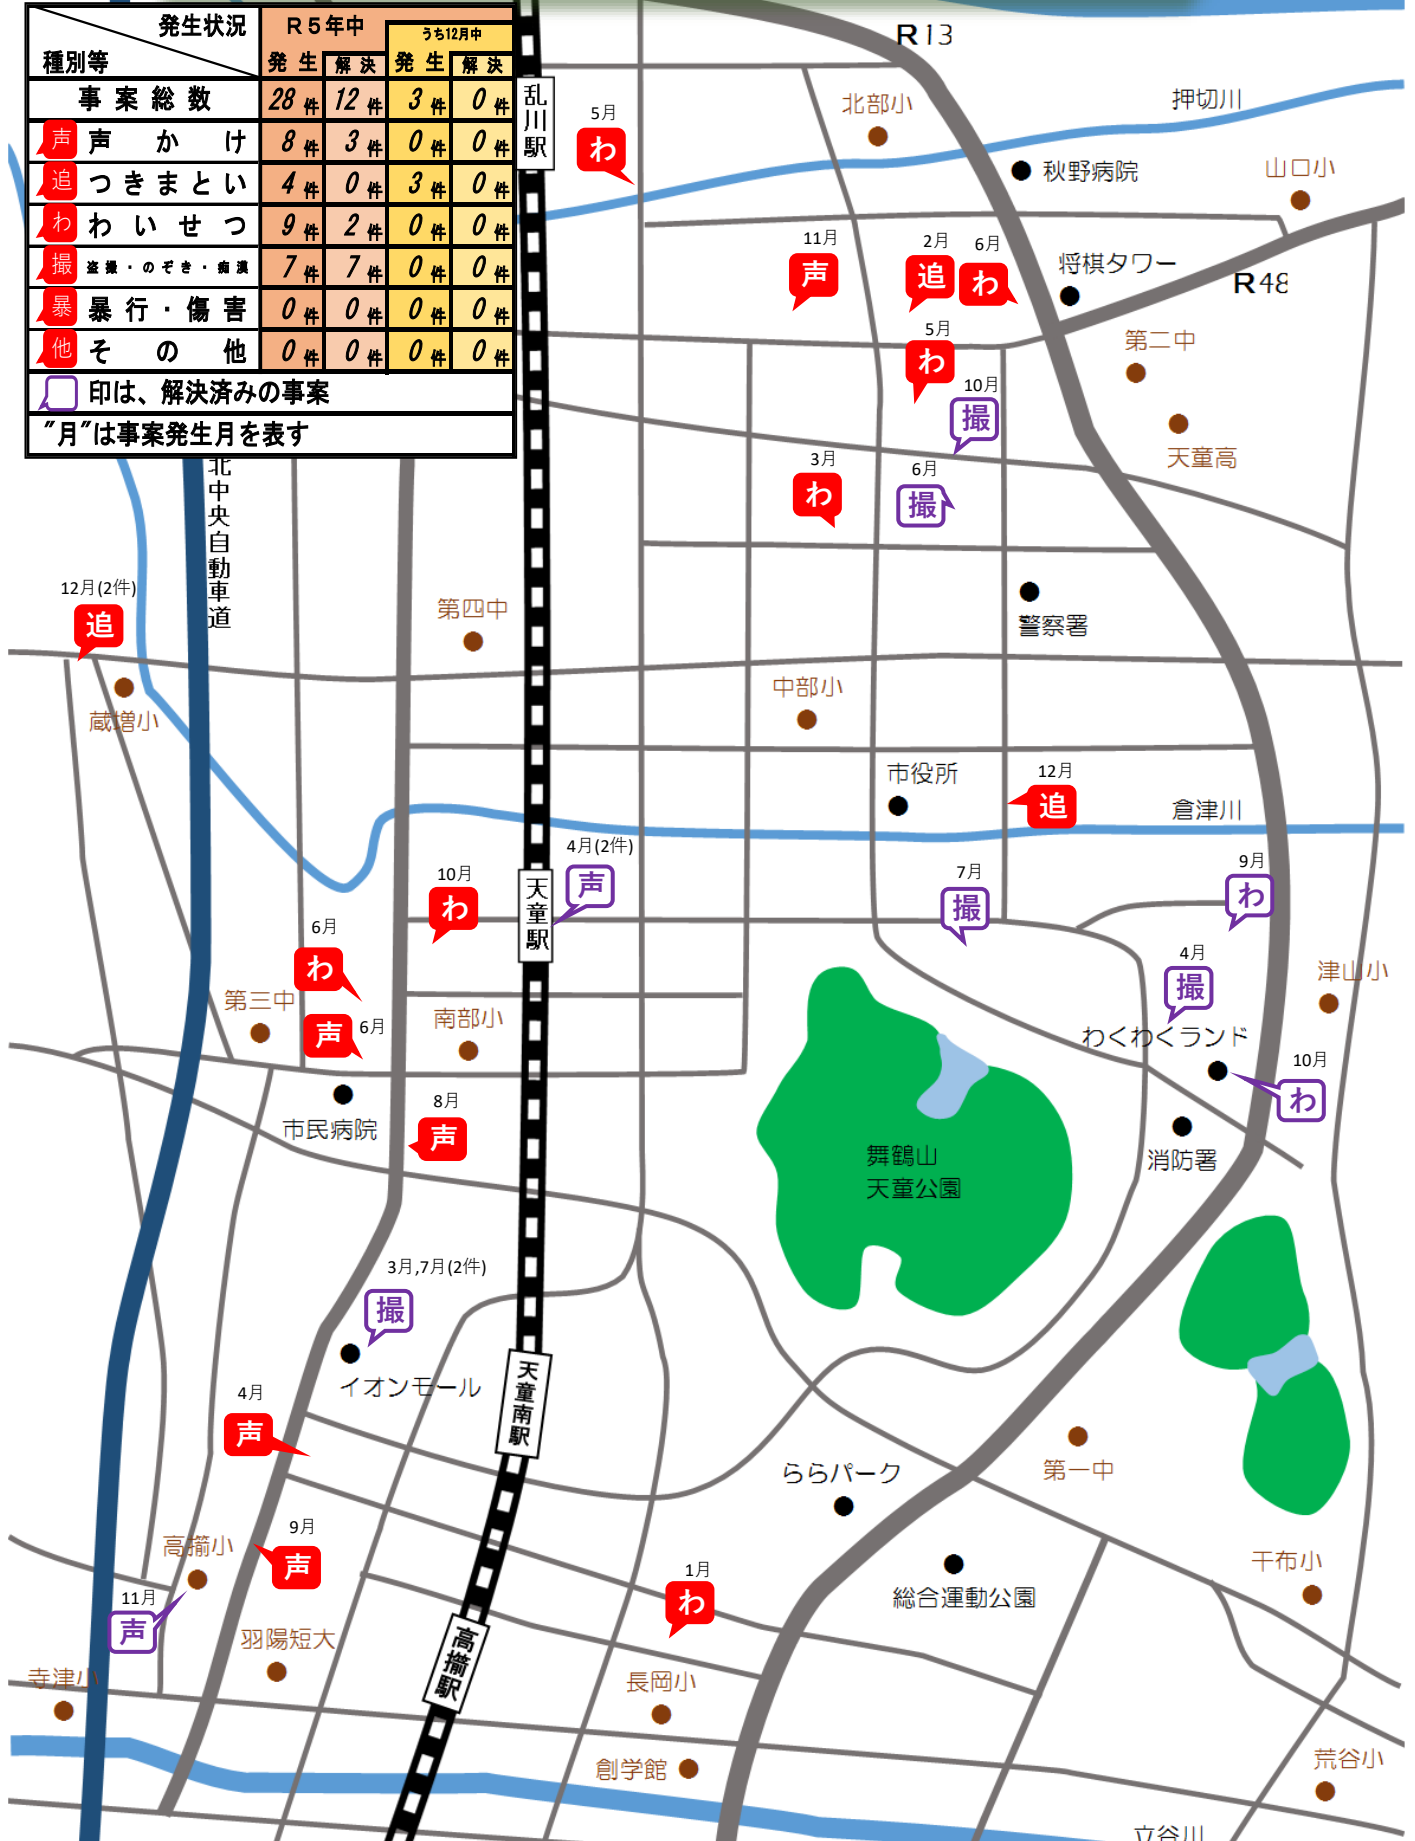 発生状況
種別等
R5年中
うち12月中
発生 解決 発生 解決
事案総数 28件 12件 3件 0件
声 声かけ 8件 3件 0件 0件
追 つきまとい 4件 0件 3件 0件
わ わいせつ 9件 2件 0件 0件
撮 盗撮・のぞき・痴漢 7件 7件 0件 0件
暴 暴行・傷害 0件 0件 0件 0件
他 その他 0件 0件 0件 0件
印は、解決済みの事案
"月"は事案発生月を表す
R13
乱川駅
5月
わ
北部小
押切川
秋野病院
山口小
11月
声
2月
追
6月
わ
将棋タワー
R48
5月
わ
第二中
10月
撮
天童高
3月
わ
6月
撮
北中央自動車道
12月(2件)
追
第四中
警察署
蔵増小
中部小
市役所
12月
追
倉津川
4月(2件)
声
天童駅
10月
わ
7月
撮
9月
わ
6月
わ
4月
撮
津山小
第三中
声
6月
南部小
わくわくランド
10月
わ
市民病院
8月
声
消防署
舞鶴山
天童公園
3月,7月(2件)
撮
イオンモール
天童南駅
4月
声
ららパーク
第一中
9月
声
高擶小
11月
声
1月
わ
総合運動公園
干布小
羽陽短大
高擶駅
寺津小
長岡小
創学館
荒谷小
立谷川